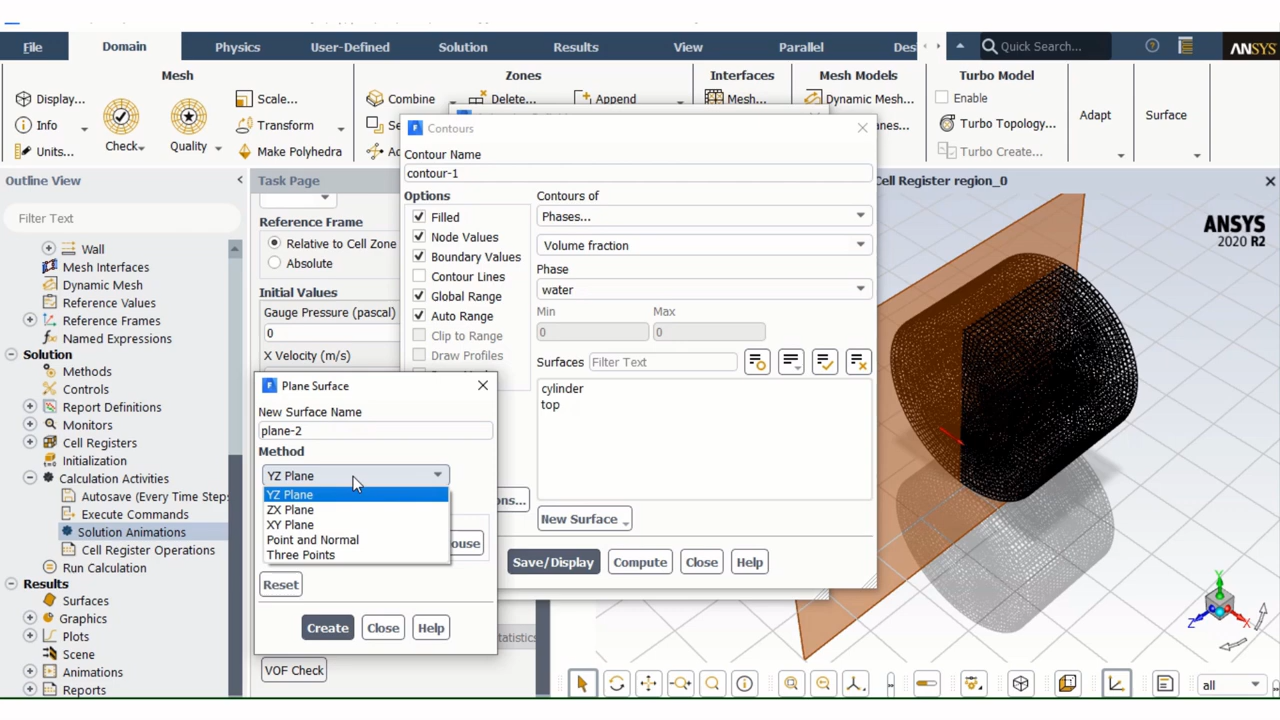 File Domain Physics User-Defined Solution Results View Parallel Des Quick Search... ANSYS
Mesh Zones Interfaces Mesh Models Turbo Model
Display... Scale... Combine Delete... Append Mesh... Dynamic Mesh... Enable
Info Check Quality Transform Turbo Topology... Adapt Surface
Units... Make Polyhedra Turbo Create...
Outline View
Filter Text
Wall
Mesh Interfaces
Dynamic Mesh
Reference Values
Reference Frames
Named Expressions
Solution
Methods
Controls
Report Definitions
Monitors
Cell Registers
Initialization
Calculation Activities
Autosave (Every Time Steps
Execute Commands
Solution Animations
Cell Register Operations
Run Calculation
Results
Surfaces
Graphics
Plots
Scene
Animations
Reports
Task Page
Reference Frame
Relative to Cell Zone
Absolute
Initial Values
Gauge Pressure (pascal)
0
X Velocity (m/s)
Plane Surface
New Surface Name
plane-2
Method
YZ Plane
YZ Plane
ZX Plane
XY Plane
Point and Normal
Three Points
ouse
Reset
Create Close Help
VOF Check
tatistics
Contours
Contour Name
contour-1
Options
Filled
Node Values
Boundary Values
Contour Lines
Global Range
Auto Range
Clip to Range
Draw Profiles
ons...
Contours of
Phases...
Volume fraction
Phase
water
Min Max
0 0
Surfaces Filter Text
cylinder
top
New Surface
Save/Display Compute Close Help
Cell Register region_0
ANSYS
2020 R2
Y
Z X
all